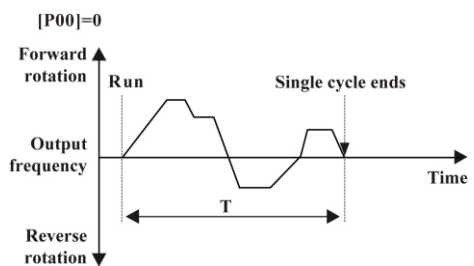 [P00]=0
Forward
rotation
Run
Single cycle ends
Output
frequency
Time
T
Reverse
rotation